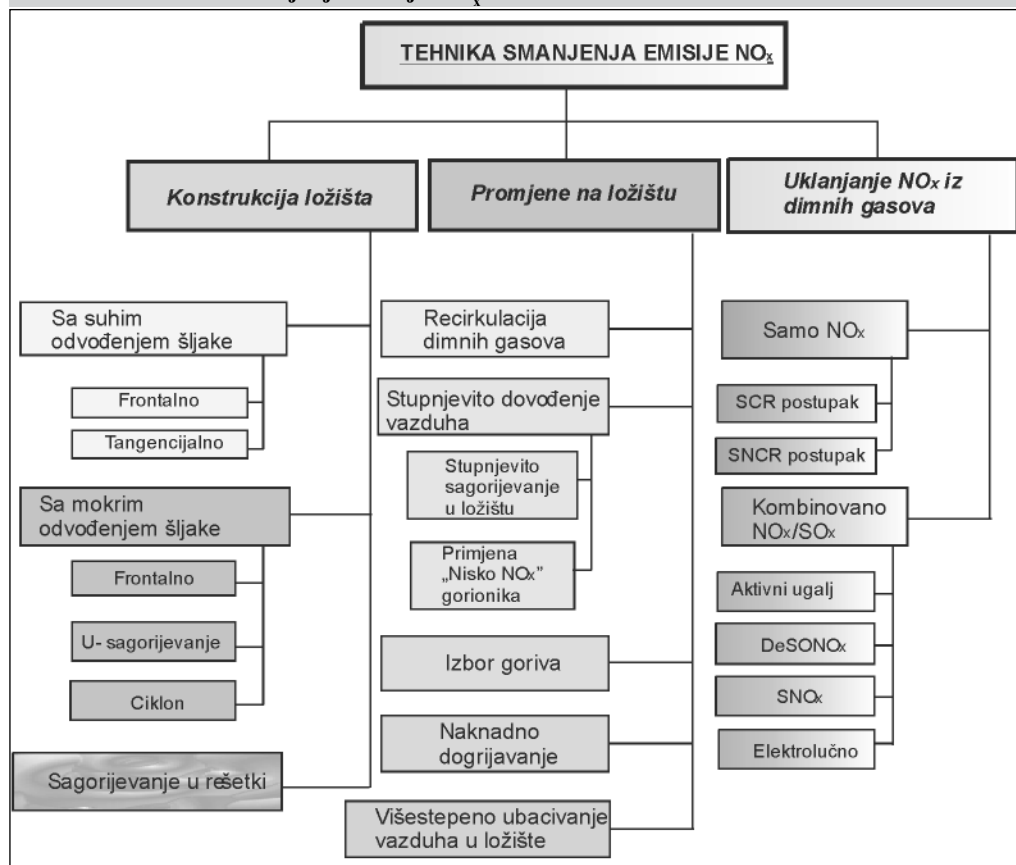 TEHNIKA SMANJENJA EMISIJE NOx
Konstrukcija ložišta
Promjene na ložištu
Uklanjanje NOx iz
dimnih gasova
Sa suhim
odvođenjem šljake
Frontalno
Tangencijalno
Sa mokrim
odvođenjem šljake
Frontalno
U- sagorijevanje
Ciklon
Sagorijevanje u rešetki
Recirkulacija
dimnih gasova
Stupnjevito dovođenje
vazduha
Stupnjevito
sagorijevanje
u ložištu
Primjena
„Nisko NOx”
gorionika
Izbor goriva
Naknadno
dogrijavanje
Višestepeno ubacivanje
vazduha u ložište
Samo NOx
SCR postupak
SNCR postupak
Kombinovano
NOx/SOx
Aktivni ugalj
DeSONOx
SNOx
Elektrolučno